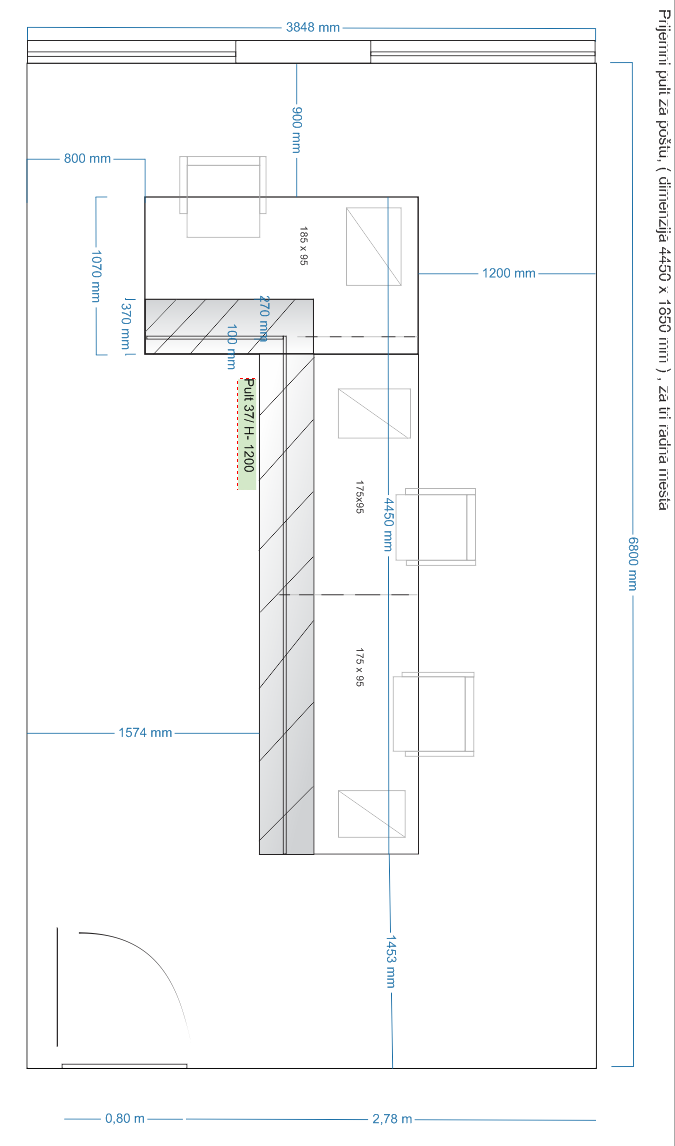 Prijemni pult za poštu, ( dimenzija 4450 x 1850 mm ) , za tri radna mesta
3848 mm
900 mm
800 mm
185 x 95
1200 mm
1070 mm
370 mm
270 mm
100 mm
Pult 37/ H- 1200
175x95
4450 mm
6800 mm
175 x 95
1574 mm
1453 mm
0,80 m
2,78 m